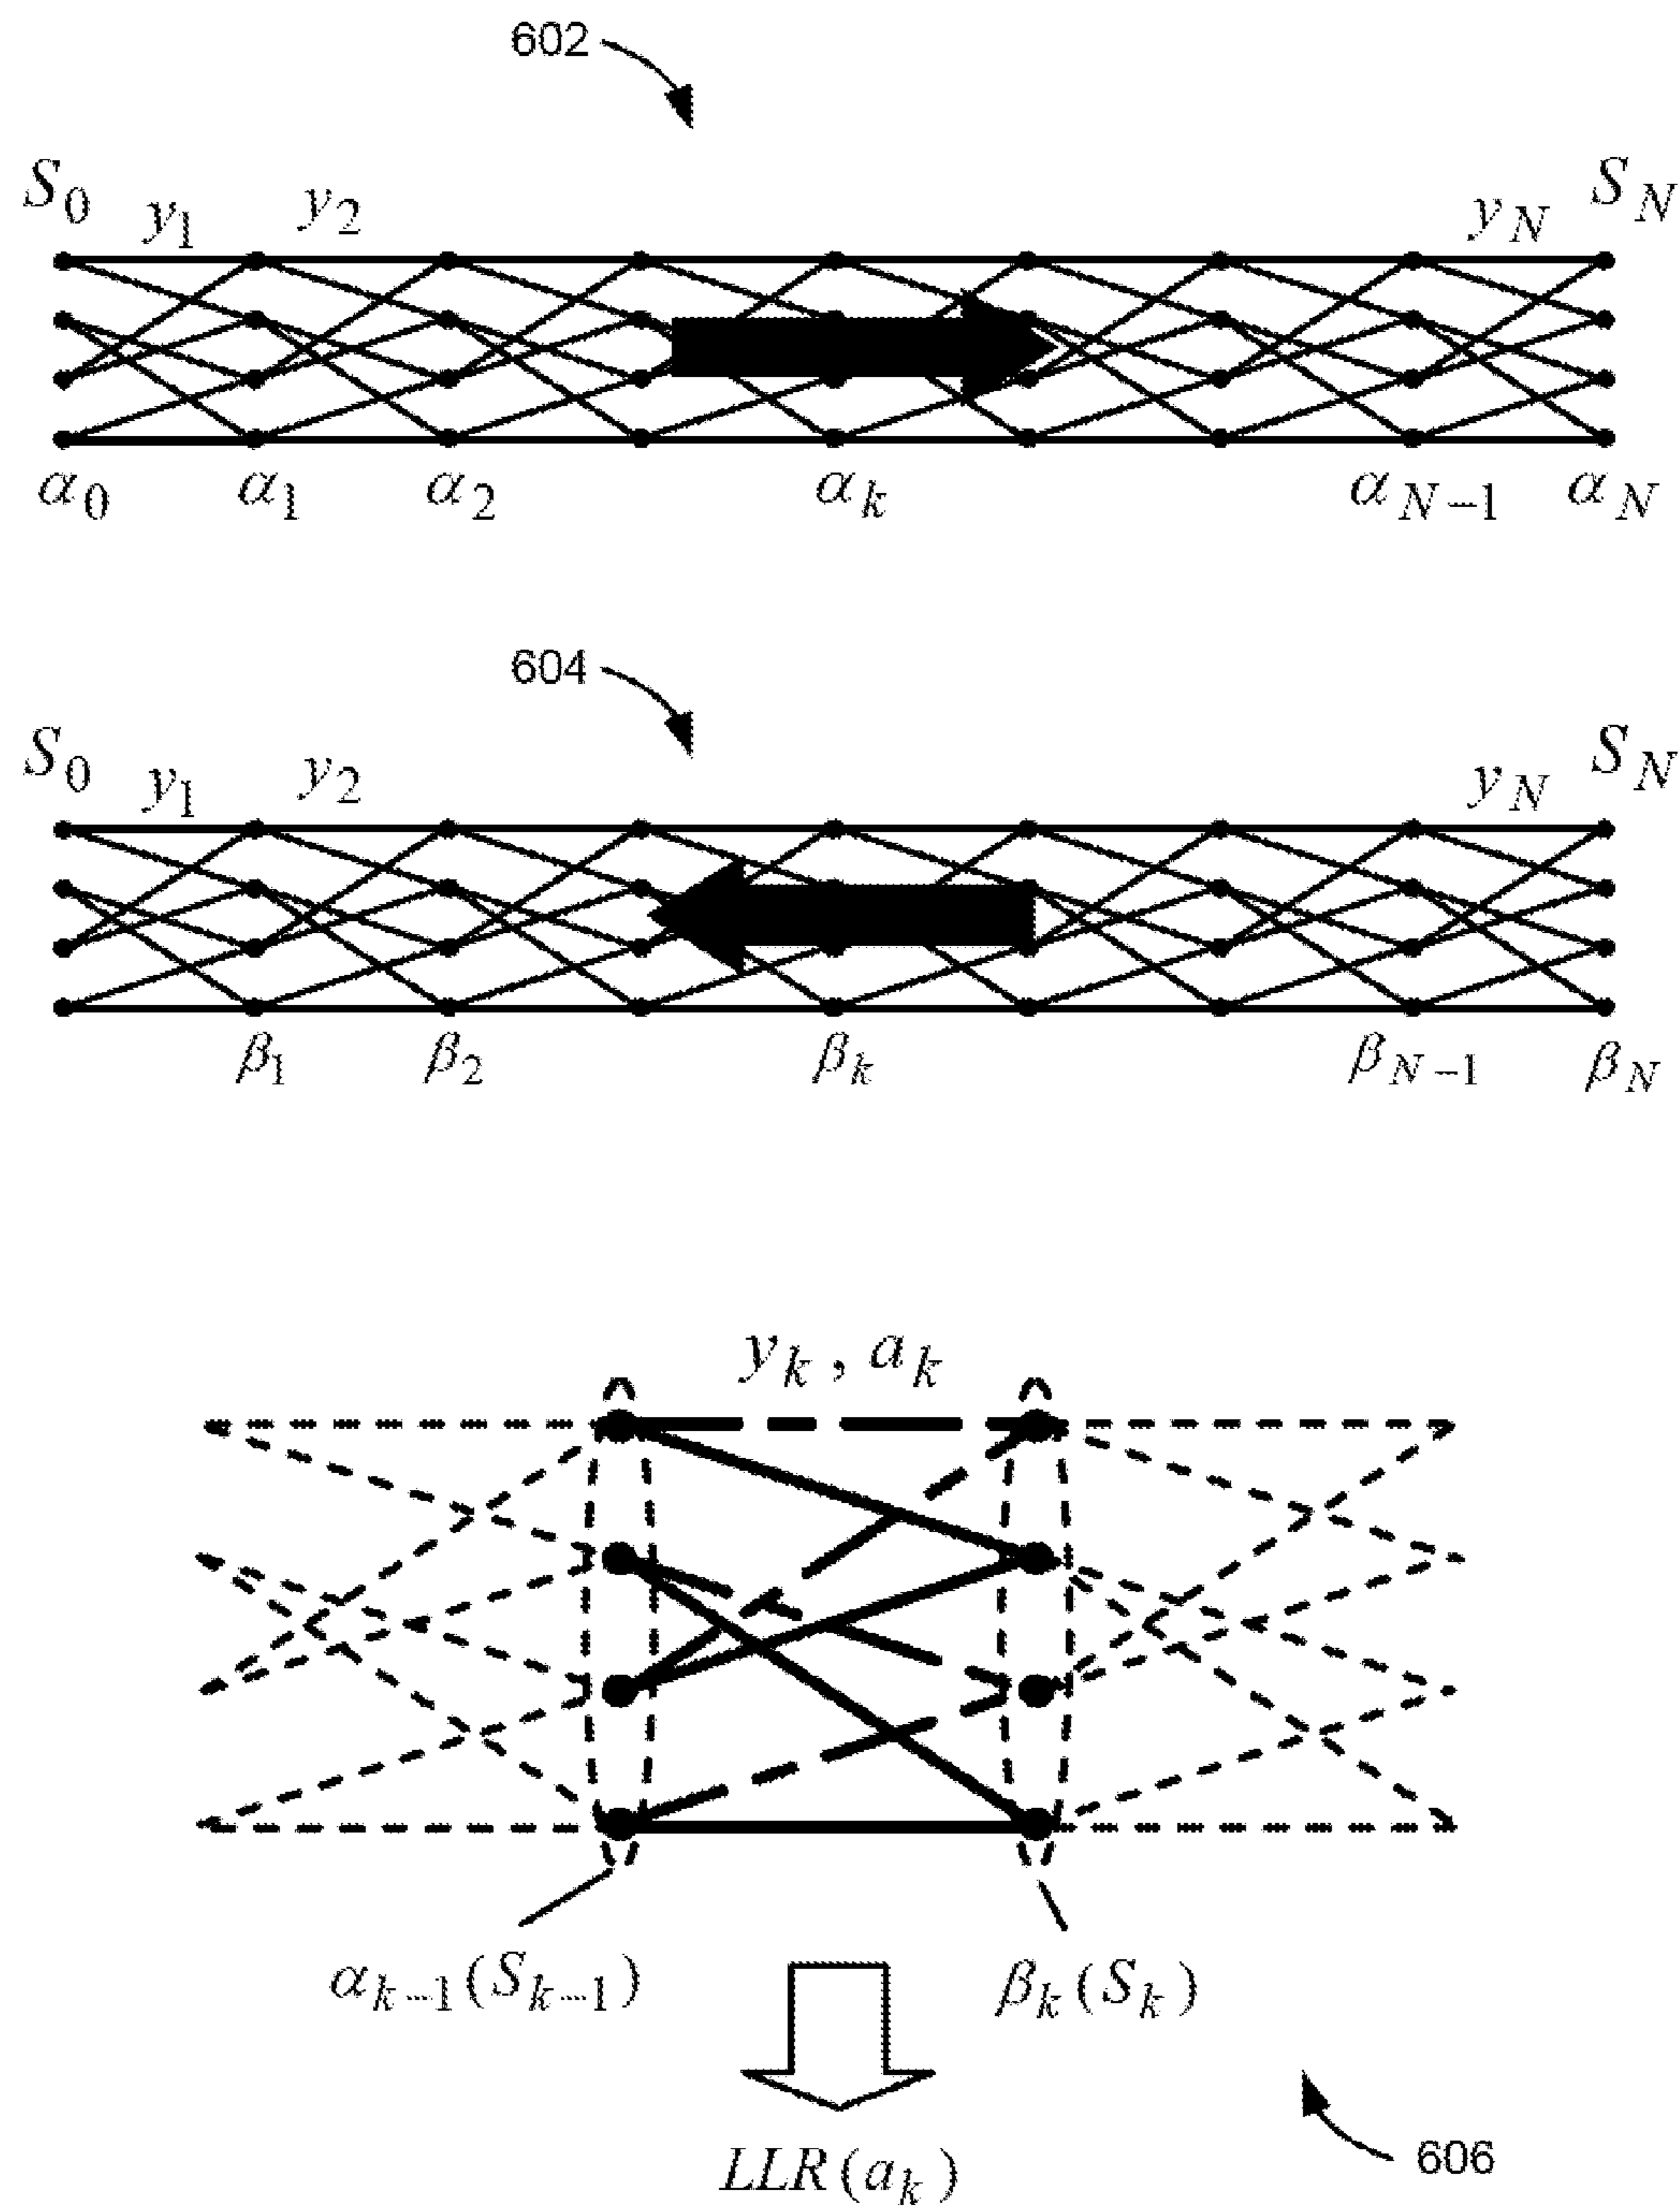 602
S0 y1 y2 yN SN
α0 α1 α2 αk αN−1 αN
604
S0 y1 y2 yN SN
β1 β2 βk βN−1 βN
yk , ak
αk−1(Sk−1) βk(Sk)
LLR(ak)
606